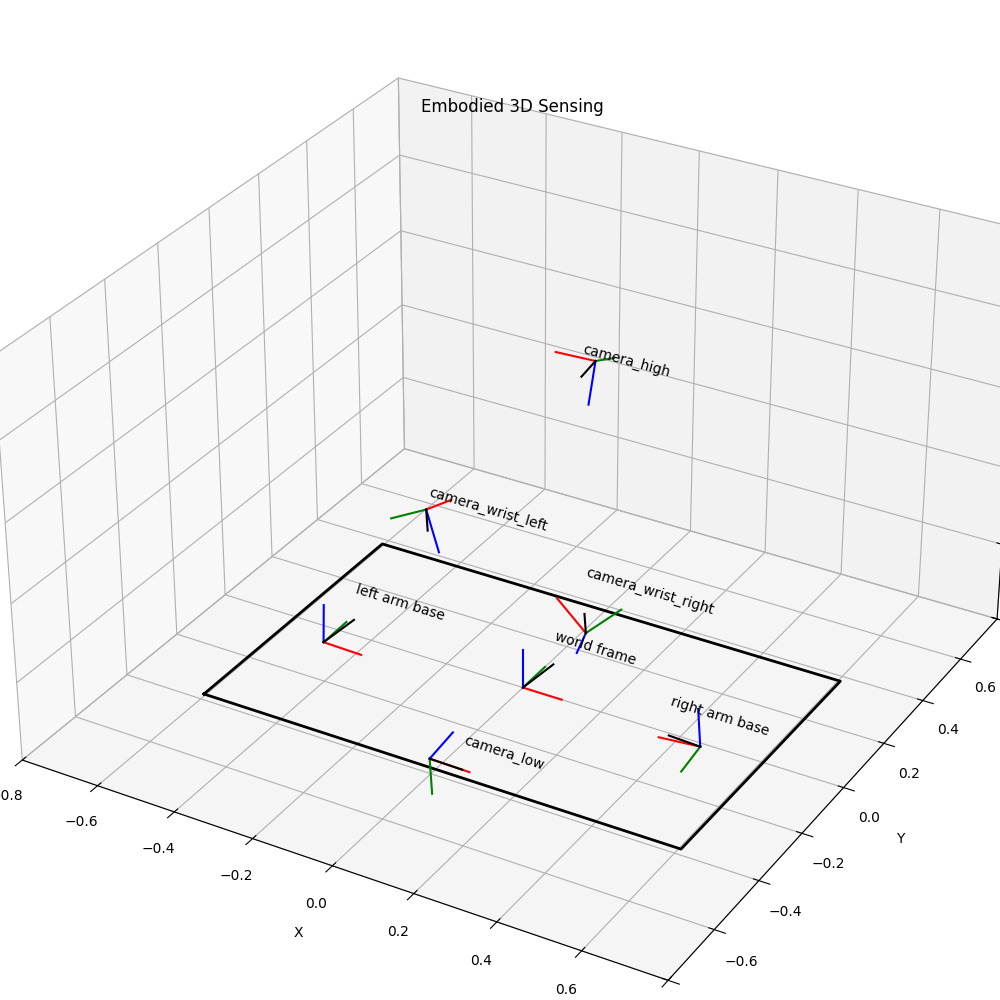 Embodied 3D Sensing
camera_high
camera_wrist_left
camera_wrist_right
left arm base
world frame
right arm base
camera_low
0.6
0.4
0.2
0.0
−0.2
−0.4
−0.6
Y
0.8
−0.6
−0.4
−0.2
0.0
0.2
0.4
0.6
X